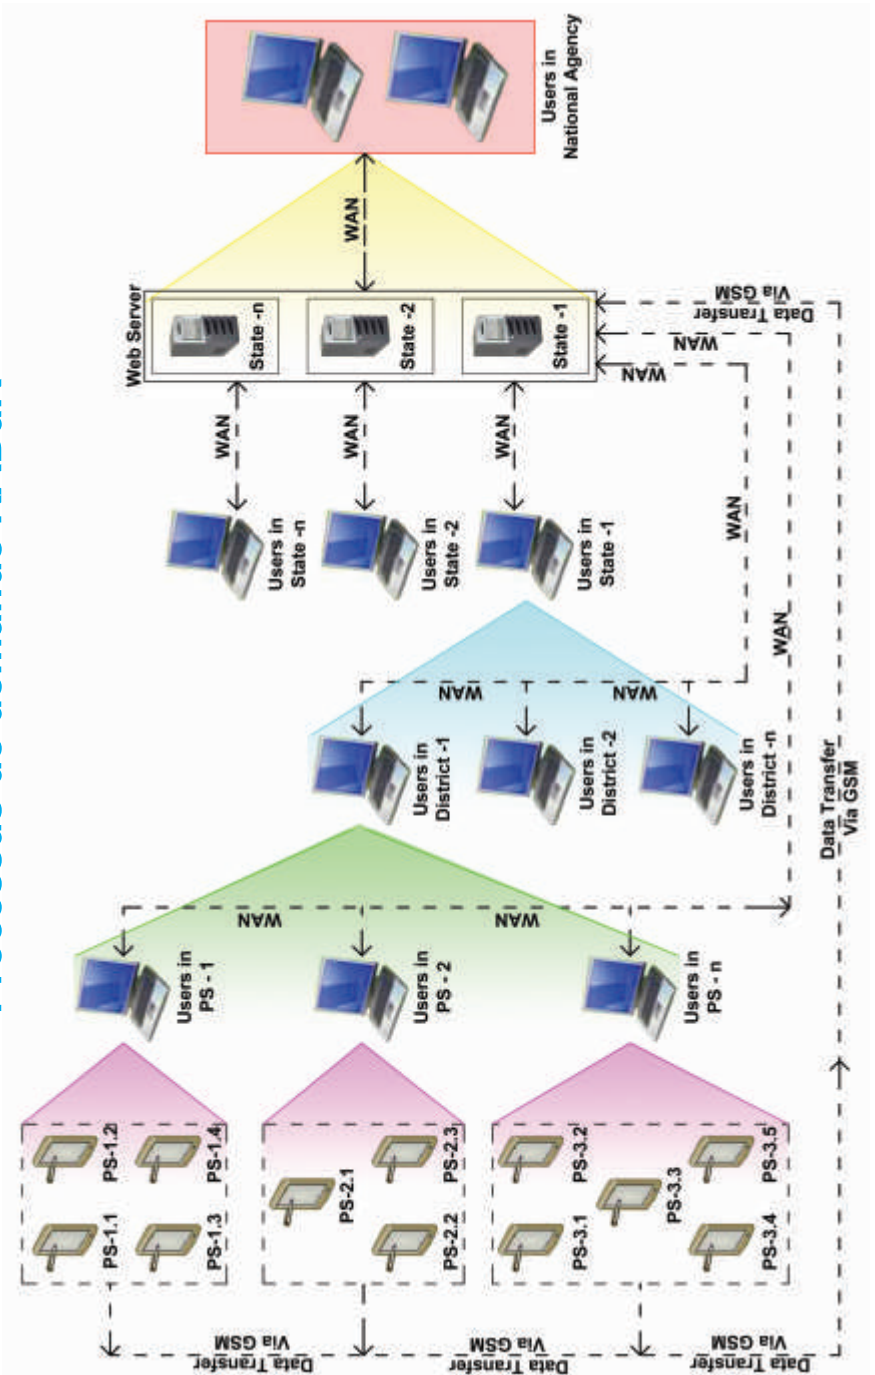 Via GSM
Data Transfer
Via GSM
Data Transfer
Via GSM
Data Transfer
PS-1.1
PS-1.2
PS-1.3
PS-1.4
PS-2.1
PS-2.2
PS-2.3
PS-3.1
PS-3.2
PS-3.3
PS-3.4
PS-3.5
Users in
PS - 1
Users in
PS - 2
Users in
PS - n
WAN
WAN
Users in
District -1
Users in
District -2
Users in
District -n
WAN
WAN
Data Transfer
Via GSM
WAN
WAN
Users in
State -n
Users in
State -2
Users in
State -1
WAN
WAN
WAN
Web Server
State -n
State -2
State -1
WAN
WAN
Data Transfer
Via GSM
WAN
Users in
National Agency